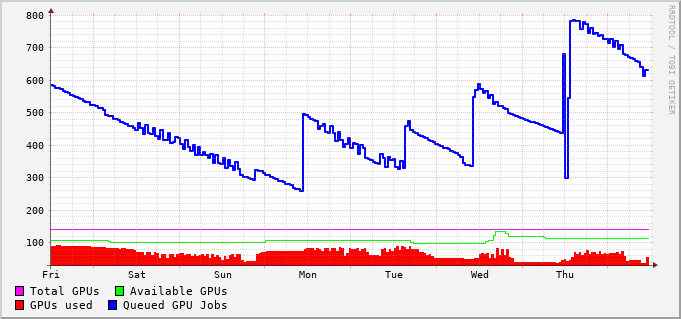 800
700
600
500
400
300
200
100
Fri Sat Sun Mon Tue Wed Thu
Total GPUs Available GPUs
GPUs used Queued GPU Jobs
RRDTOOL / TOBI OETIKER